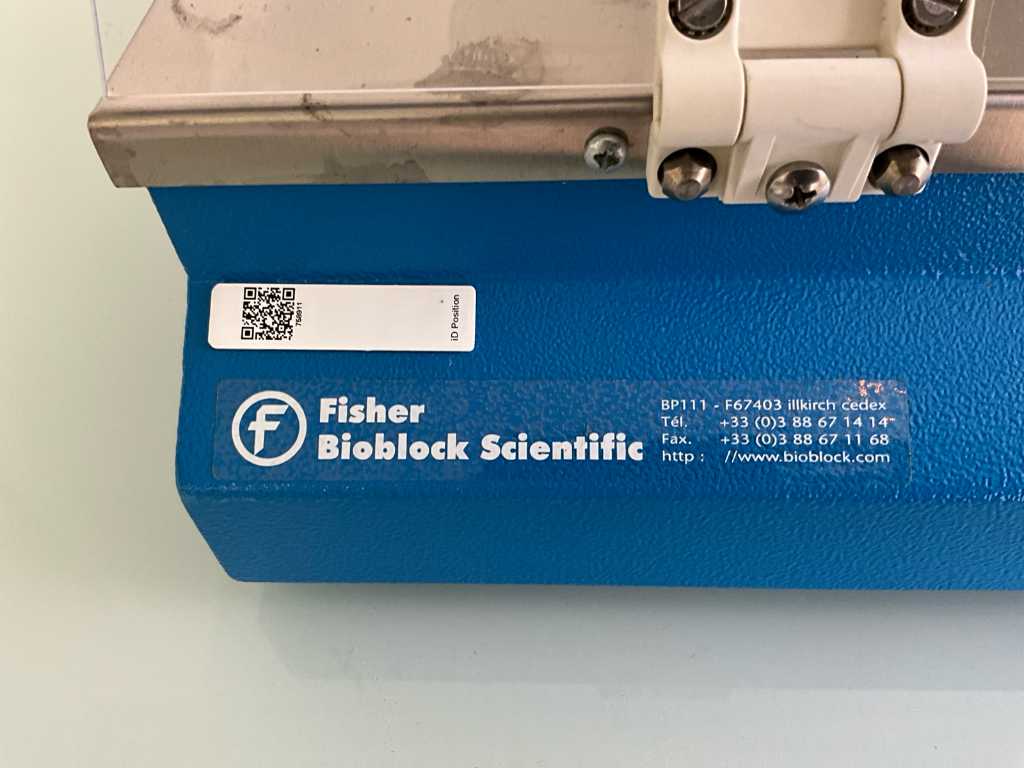 758911
iD Position
Fisher
Bioblock Scientific
BP111 - F67403 illkirch cedex
Tél. +33 (0)3 88 67 14 14
Fax. +33 (0)3 88 67 11 68
http : //www.bioblock.com